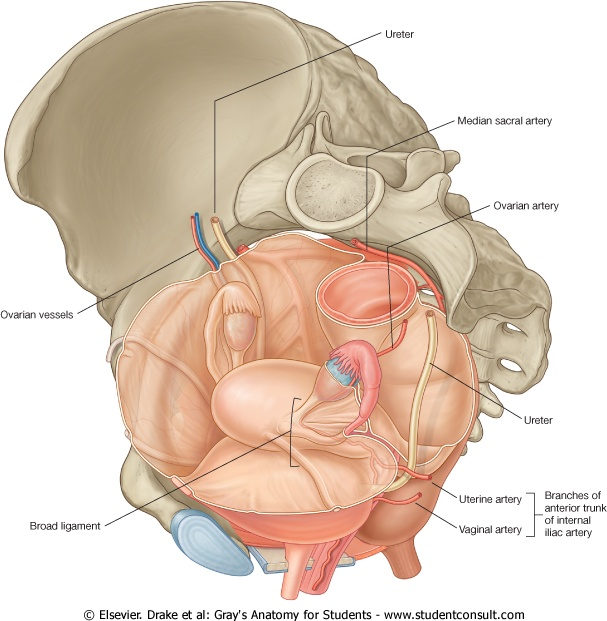 Ureter
Median sacral artery
Ovarian artery
Ovarian vessels
Ureter
Uterine artery
Vaginal artery
Branches of
anterior trunk
of internal
iliac artery
Broad ligament
© Elsevier. Drake et al: Gray's Anatomy for Students - www.studentconsult.com